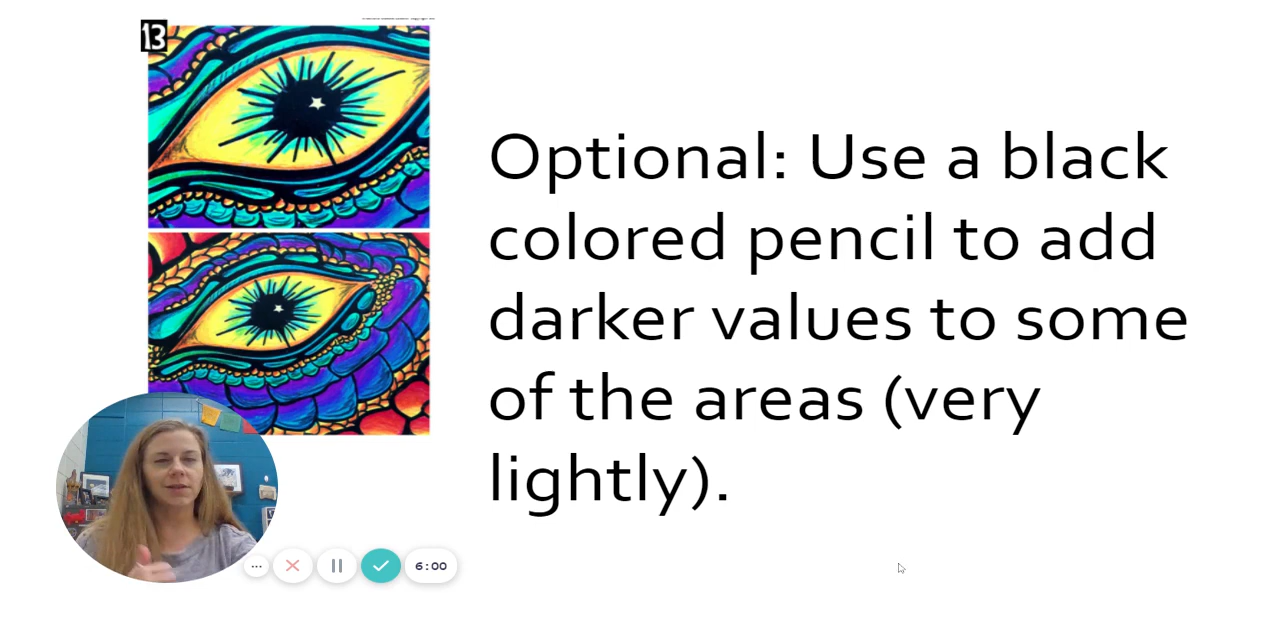 13
Optional: Use a black
colored pencil to add
darker values to some
of the areas (very
lightly).
6:00